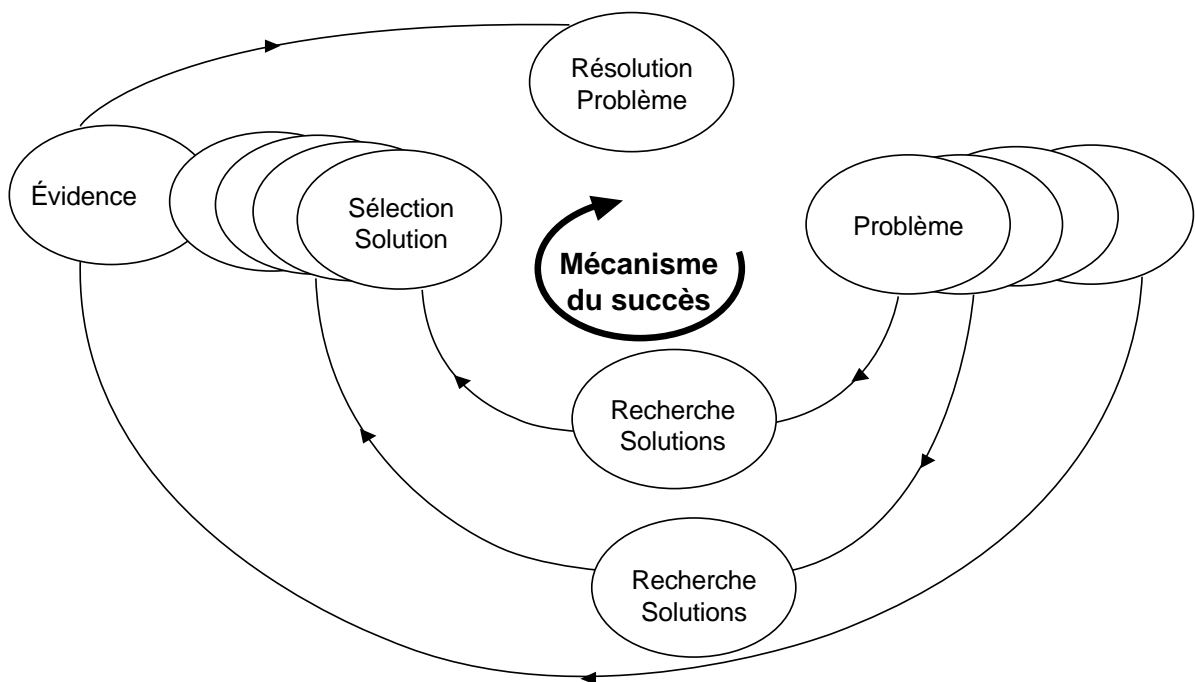 Résolution
Problème
Évidence
Sélection
Solution
Problème
Mécanisme
du succès
Recherche
Solutions
Recherche
Solutions